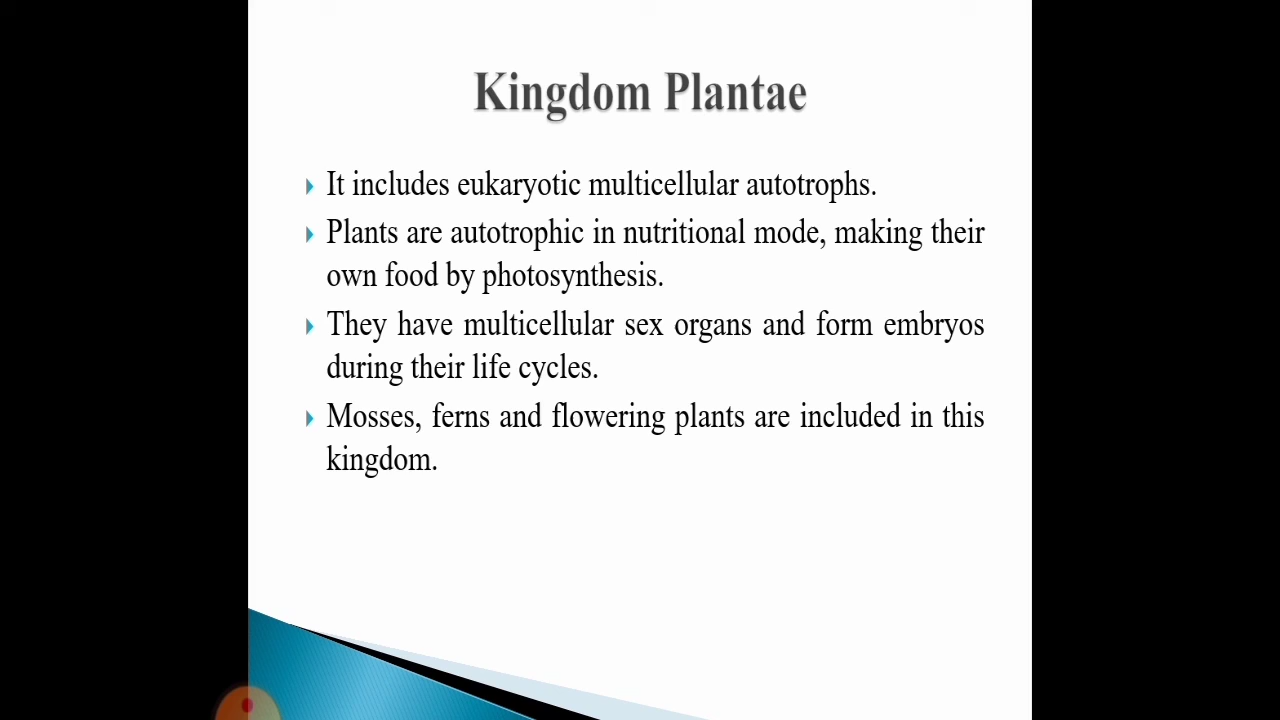 Kingdom Plantae
It includes eukaryotic multicellular autotrophs.
Plants are autotrophic in nutritional mode, making their
own food by photosynthesis.
They have multicellular sex organs and form embryos
during their life cycles.
Mosses, ferns and flowering plants are included in this
kingdom.